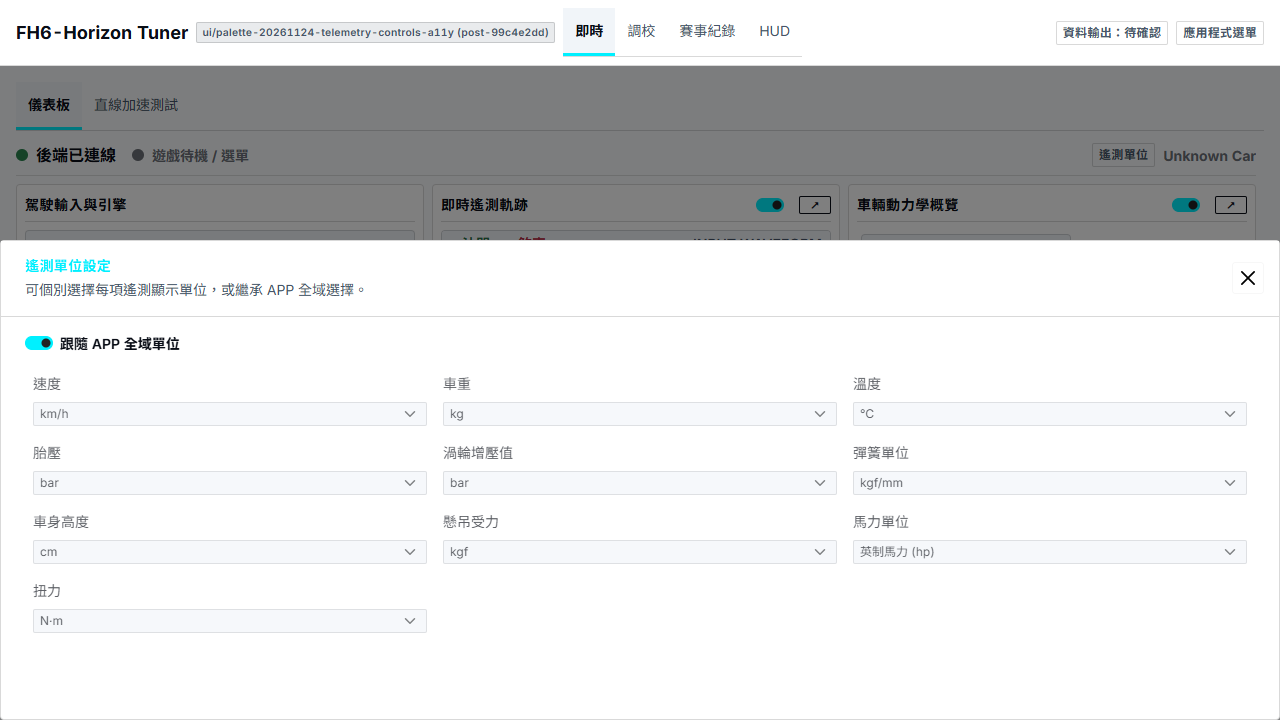 FH6-Horizon Tuner
ui/palette-20261124-telemetry-controls-a11y (post-99c4e2dd)
即時
調校
賽事紀錄
HUD
資料輸出：待確認
應用程式選單
儀表板
直線加速測試
後端已連線
遊戲待機 / 選單
遙測單位
Unknown Car
駕駛輸入與引擎
即時遙測軌跡
車輛動力學概覽
遙測單位設定
可個別選擇每項遙測顯示單位，或繼承 APP 全域選擇。
跟隨 APP 全域單位
速度
車重
溫度
km/h
kg
°C
胎壓
渦輪增壓值
彈簧單位
bar
bar
kgf/mm
車身高度
懸吊受力
馬力單位
cm
kgf
英制馬力 (hp)
扭力
N·m